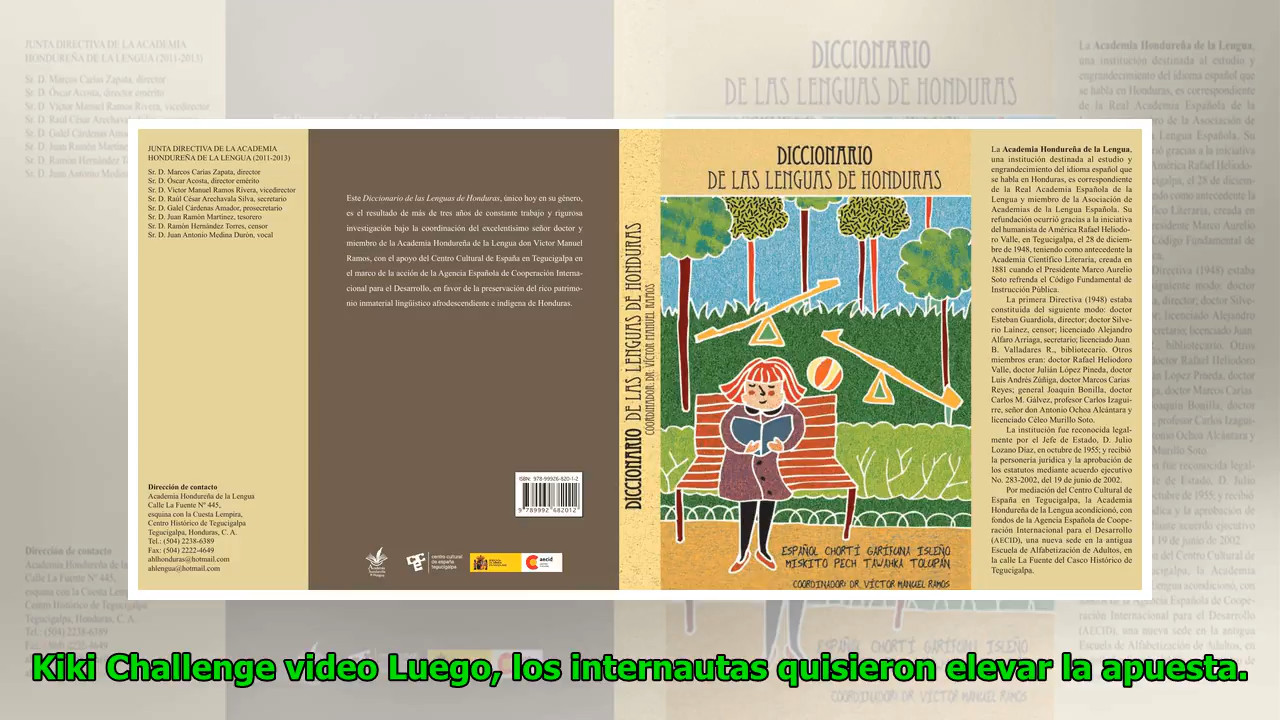 JUNTA DIRECTIVA DE LA ACADEMIA
HONDUREÑA DE LA LENGUA (2011-2013)
Sr. D. Marcos Carías Zapata, director
Sr. D. Óscar Acosta, director emérito
Sr. D. Víctor Manuel Ramos Rivera, vicedirector
Sr. D. Raúl César Arechavala Silva, secretario
Sr. D. Galel Cárdenas Amador, prosecretario
Sr. D. Juan Ramón Martínez, tesorero
Sr. D. Ramón Hernández Torres, censor
Sr. D. Juan Antonio Medina Durón, vocal
Dirección de contacto
Academia Hondureña de la Lengua
Calle La Fuente Nº 445,
esquina con la Cuesta Lempira,
Centro Histórico de Tegucigalpa
Tegucigalpa, Honduras, C. A.
Tel.: (504) 2238-6389
Fax: (504) 2222-4649
ahlhonduras@hotmail.com
ahlengua@hotmail.com
Este Diccionario de las Lenguas de Honduras, único hoy en su género,
es el resultado de más de tres años de constante trabajo y rigurosa
investigación bajo la coordinación del excelentísimo señor doctor y
miembro de la Academia Hondureña de la Lengua don Víctor Manuel
Ramos, con el apoyo del Centro Cultural de España en Tegucigalpa en
el marco de la acción de la Agencia Española de Cooperación Interna-
cional para el Desarrollo, en favor de la preservación del rico patrimo-
nio inmaterial lingüístico afrodescendiente e indígena de Honduras.
ISBN: 978-99926-820-1-2
9 789992 682012
centro cultural
de españa
tegucigalpa
aecid
DICCIONARIO DE LAS LENGUAS DE HONDURAS
COORDINADOR: DR. VÍCTOR MANUEL RAMOS
DICCIONARIO
DE LAS LENGUAS DE HONDURAS
ESPAÑOL CHORTÍ GARÍFUNA ISLEÑO
MISKITO PECH TAWAHKA TOLUPÁN
COORDINADOR: DR. VÍCTOR MANUEL RAMOS
La Academia Hondureña de la Lengua,
una institución destinada al estudio y
engrandecimiento del idioma español que
se habla en Honduras, es correspondiente
de la Real Academia Española de la
Lengua y miembro de la Asociación de
Academias de la Lengua Española. Su
refundación ocurrió gracias a la iniciativa
del humanista de América Rafael Heliodo-
ro Valle, en Tegucigalpa, el 28 de diciem-
bre de 1948, teniendo como antecedente la
Academia Científico Literaria, creada en
1881 cuando el Presidente Marco Aurelio
Soto refrenda el Código Fundamental de
Instrucción Pública.
La primera Directiva (1948) estaba
constituida del siguiente modo: doctor
Esteban Guardiola, director; doctor Silve-
rio Laínez, censor; licenciado Alejandro
Alfaro Arriaga, secretario; licenciado Juan
B. Valladares R., bibliotecario. Otros
miembros eran: doctor Rafael Heliodoro
Valle, doctor Julián López Pineda, doctor
Luis Andrés Zúñiga, doctor Marcos Carías
Reyes; general Joaquín Bonilla, doctor
Carlos M. Gálvez, profesor Carlos Izagui-
rre, señor don Antonio Ochoa Alcántara y
licenciado Céleo Murillo Soto.
La institución fue reconocida legal-
mente por el Jefe de Estado, D. Julio
Lozano Díaz, en octubre de 1955; y recibió
la personería jurídica y la aprobación de
los estatutos mediante acuerdo ejecutivo
No. 283-2002, del 19 de junio de 2002.
Por mediación del Centro Cultural de
España en Tegucigalpa, la Academia
Hondureña de la Lengua acondicionó, con
fondos de la Agencia Española de Coope-
ración Internacional para el Desarrollo
(AECID), una nueva sede en la antigua
Escuela de Alfabetización de Adultos, en
la calle La Fuente del Casco Histórico de
Tegucigalpa.
Kiki Challenge video Luego, los internautas quisieron elevar la apuesta.